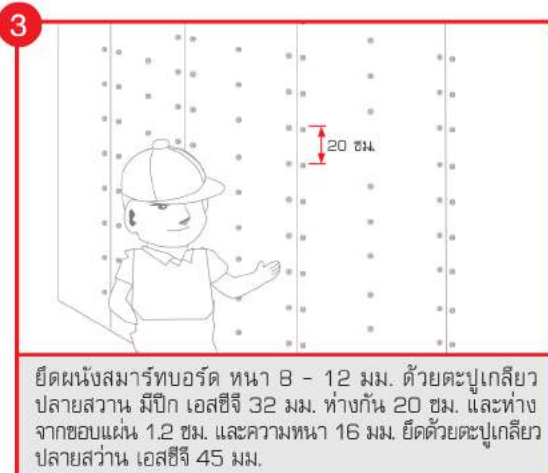 3
20 ซม.
ยึดผนังสมาร์ทบอร์ด หนา 8 - 12 มม. ด้วยตะปูเกลียว
ปลายสวาน มีปีก เอสซีจี 32 มม. ห่างกัน 20 ซม. และห่าง
จากขอบแผ่น 1.2 ซม. และความหนา 16 มม. ยึดด้วยตะปูเกลียว
ปลายสว่าน เอสซีจี 45 มม.